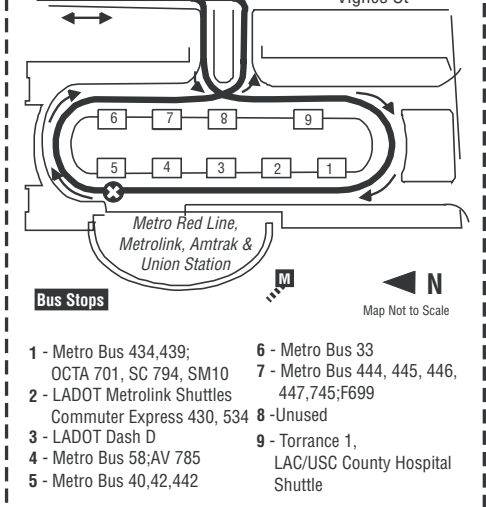 6 7 8 9
5 4 3 2 1
Metro Red Line,
Metrolink, Amtrak &
Union Station
M
N
Bus Stops
Map Not to Scale
1 - Metro Bus 434,439;
OCTA 701, SC 794, SM10
2 - LADOT Metrolink Shuttles
Commuter Express 430, 534
3 - LADOT Dash D
4 - Metro Bus 58;AV 785
5 - Metro Bus 40,42,442
6 - Metro Bus 33
7 - Metro Bus 444, 445, 446,
447,745;F699
8 -Unused
9 - Torrance 1,
LAC/USC County Hospital
Shuttle